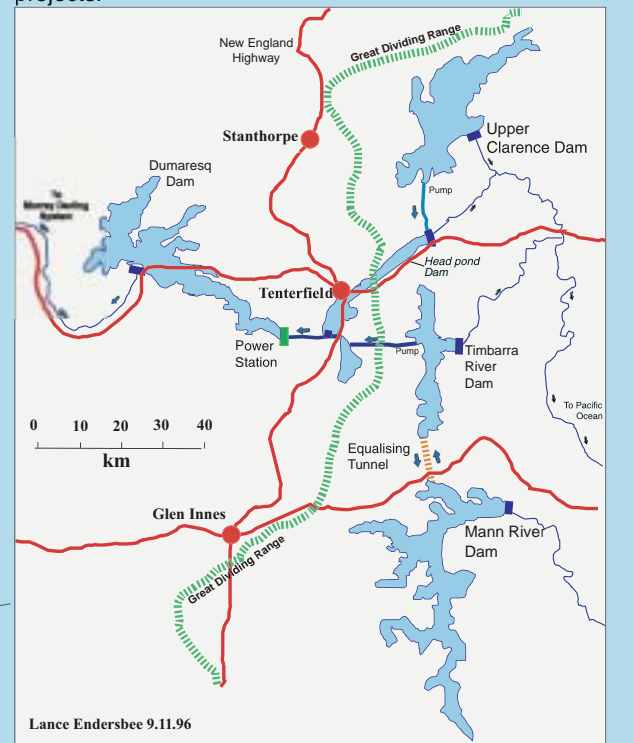 projects.
New England
Highway
Great Dividing Range
Stanthorpe
Upper
Clarence Dam
Dumaresq
Dam
To
Murray Darling
System
Pump
Head pond
Dam
Tenterfield
Power
Station
Pump
Timbarra
River
Dam
To Pacific
Ocean
0 10 20 30 40
km
Equalising
Tunnel
Glen Innes
Mann River
Dam
Great Dividing Range
Lance Endersbee 9.11.96